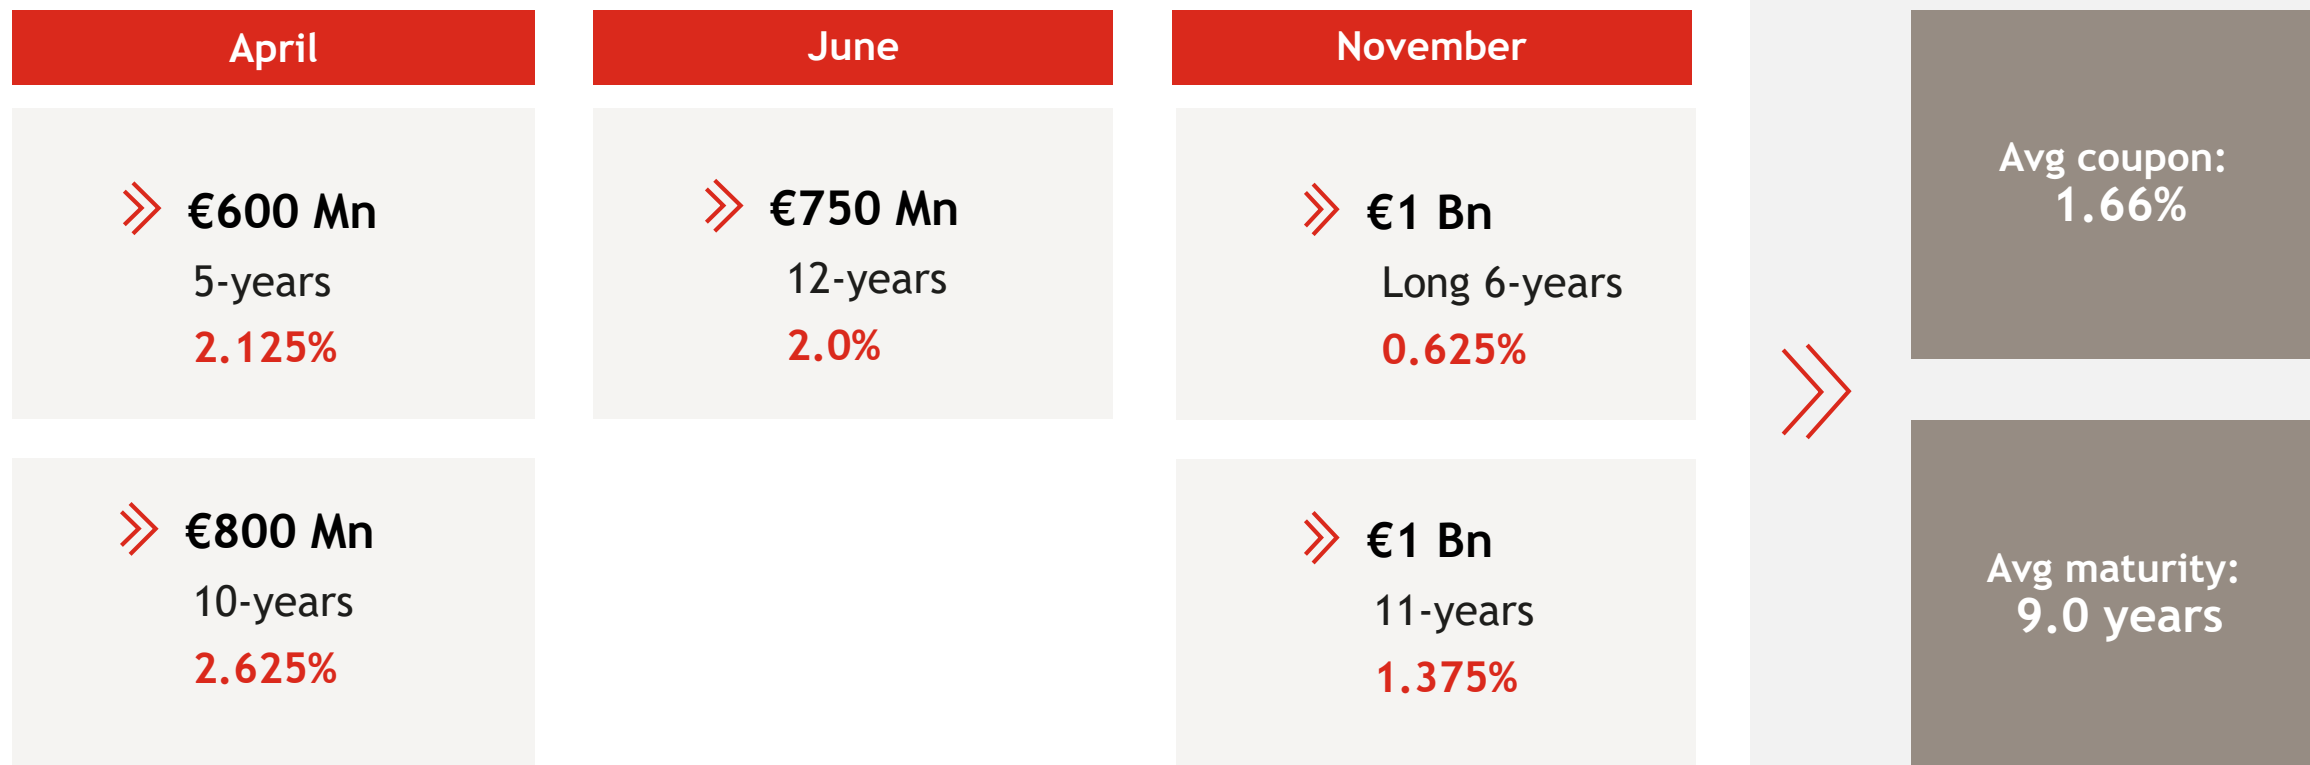 April
€600 Mn
5-years
2.125%
€800 Mn
10-years
2.625%
June
€750 Mn
12-years
2.0%
November
€1 Bn
Long 6-years
0.625%
€1 Bn
11-years
1.375%
Avg coupon:
1.66%
Avg maturity:
9.0 years